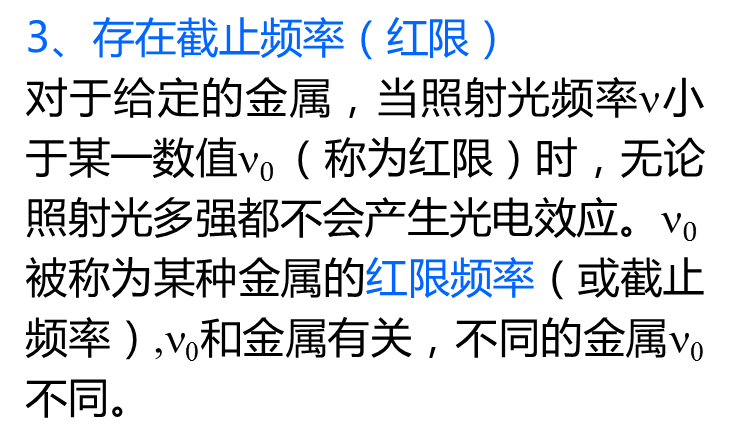 3、存在截止频率（红限）
对于给定的金属，当照射光频率ν小
于某一数值ν₀（称为红限）时，无论
照射光多强都不会产生光电效应。ν₀
被称为某种金属的红限频率（或截止
频率）,ν₀和金属有关，不同的金属ν₀
不同。